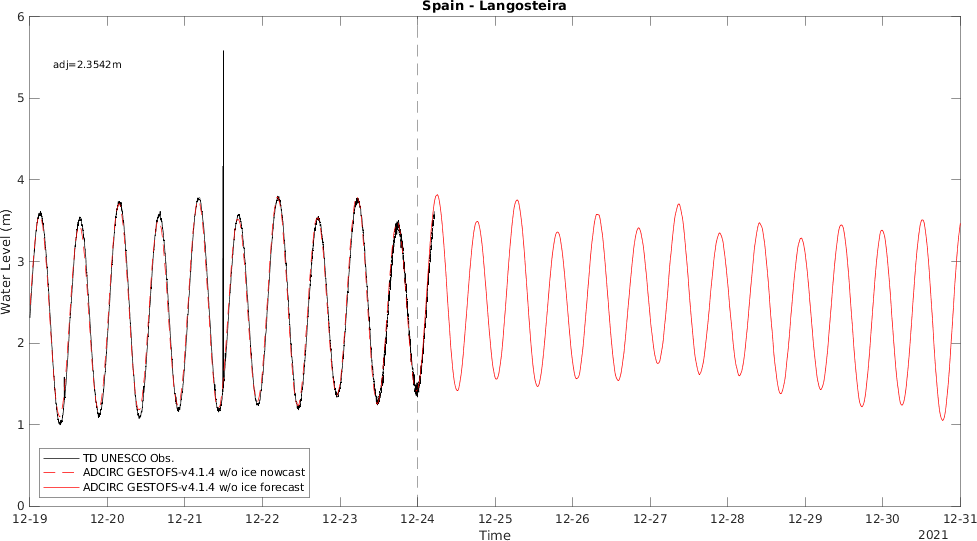 Spain - Langosteira
6
adj=2.3542m
5
4
3
2
1
0
Water Level (m)
TD UNESCO Obs.
ADCIRC GESTOFS-v4.1.4 w/o ice nowcast
ADCIRC GESTOFS-v4.1.4 w/o ice forecast
12-19 12-20 12-21 12-22 12-23 12-24 12-25 12-26 12-27 12-28 12-29 12-30 12-31
Time
2021